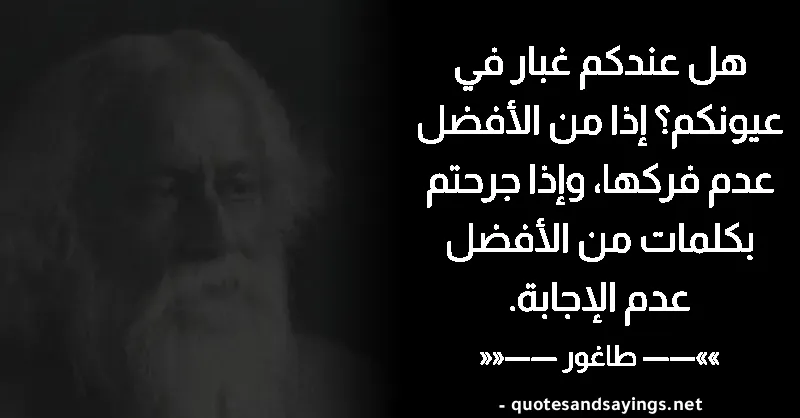 هل عندكم غبار في
عيونكم؟ إذا من الأفضل
عدم فركها، وإذا جرحتم
بكلمات من الأفضل
عدم الإجابة.
»»—— طاغور ——««
- quotesandsayings.net